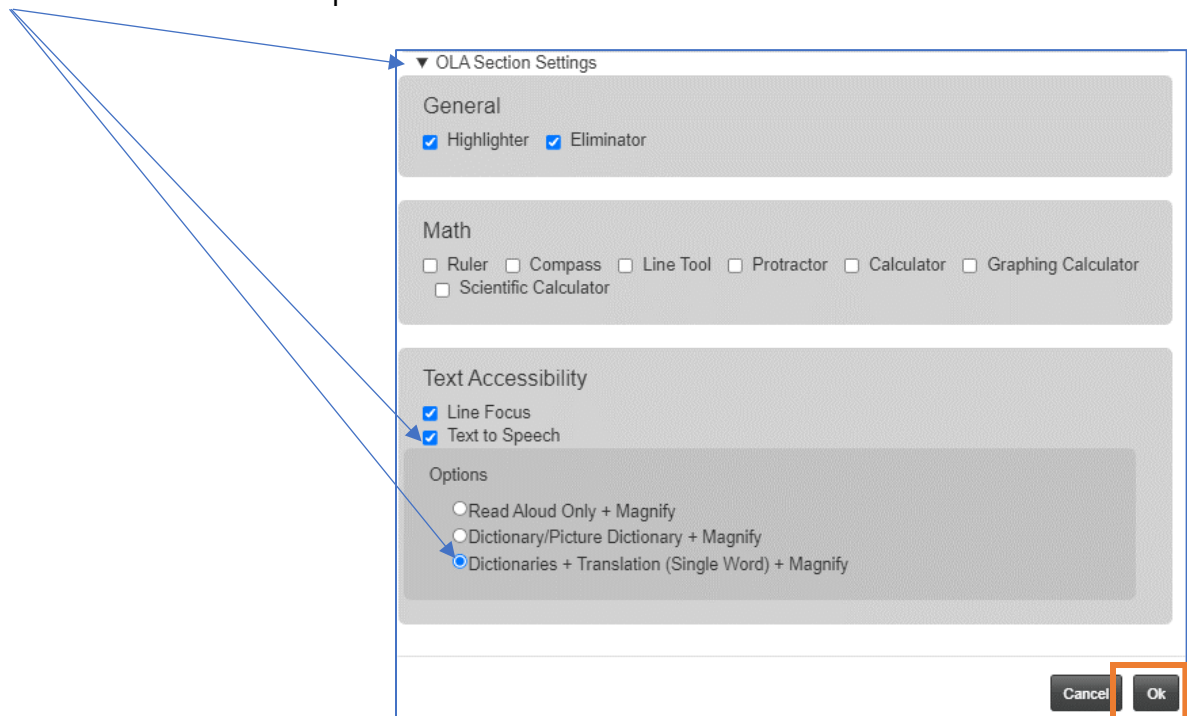 ▼ OLA Section Settings
General
Highlighter Eliminator
Math
Ruler Compass Line Tool Protractor Calculator Graphing Calculator
Scientific Calculator
Text Accessibility
Line Focus
Text to Speech
Options
Read Aloud Only + Magnify
Dictionary/Picture Dictionary + Magnify
Dictionaries + Translation (Single Word) + Magnify
Cancel Ok